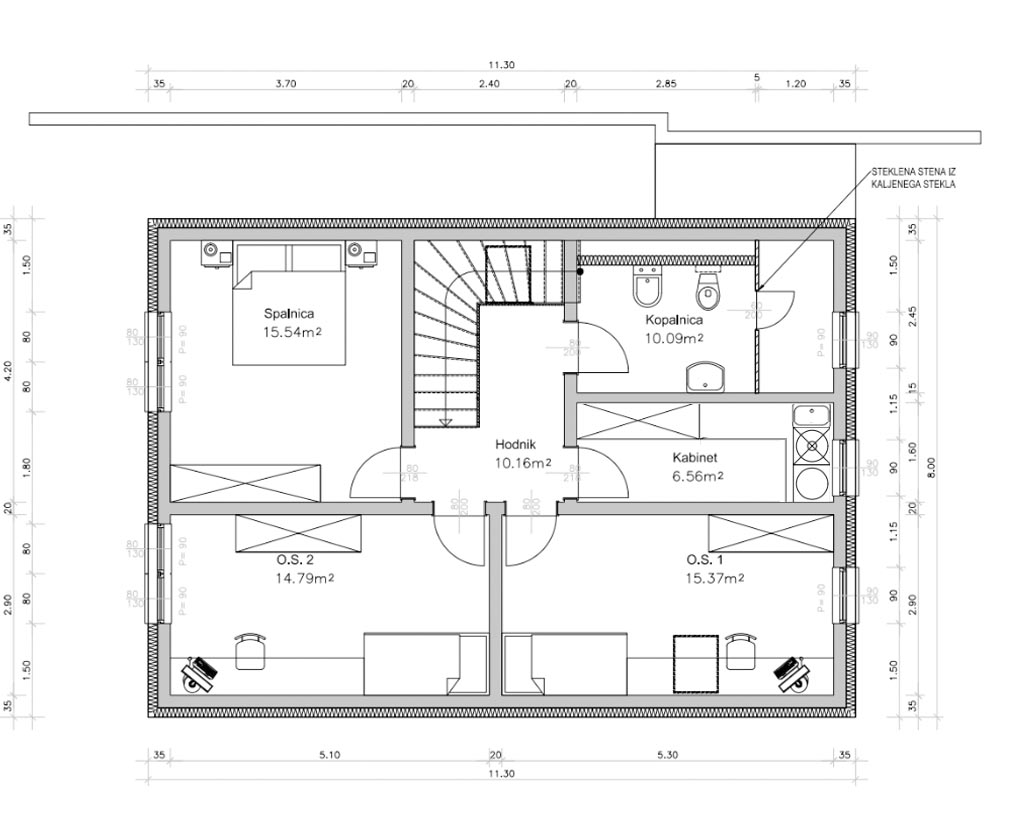 11.30
35 3.70 20 2.40 20 2.85 5 1.20 35
STEKLENA STENA IZ
KALJENEGA STEKLA
35 35 35
1.50 1.50
80 130 P= 90
80 4.20
80 130 P= 90
80
Spalnica
15.54m²
Kopalnica
10.09m²
80 200
55 200
P= 90
90 130
2.45
90
15
1.15
Hodnik
10.16m²
Kabinet
6.56m²
80 218
80 218
90 130
1.80
1.60
90
8.00
20 20
80 200
80 200
O.S. 2
14.79m²
O.S. 1
15.37m²
80 130 P= 90
80 130 P= 90
80
80
2.90
P= 90
90 130
1.15
90
2.90
1.50 1.50
35 35
35 5.10 20 5.30 35
11.30